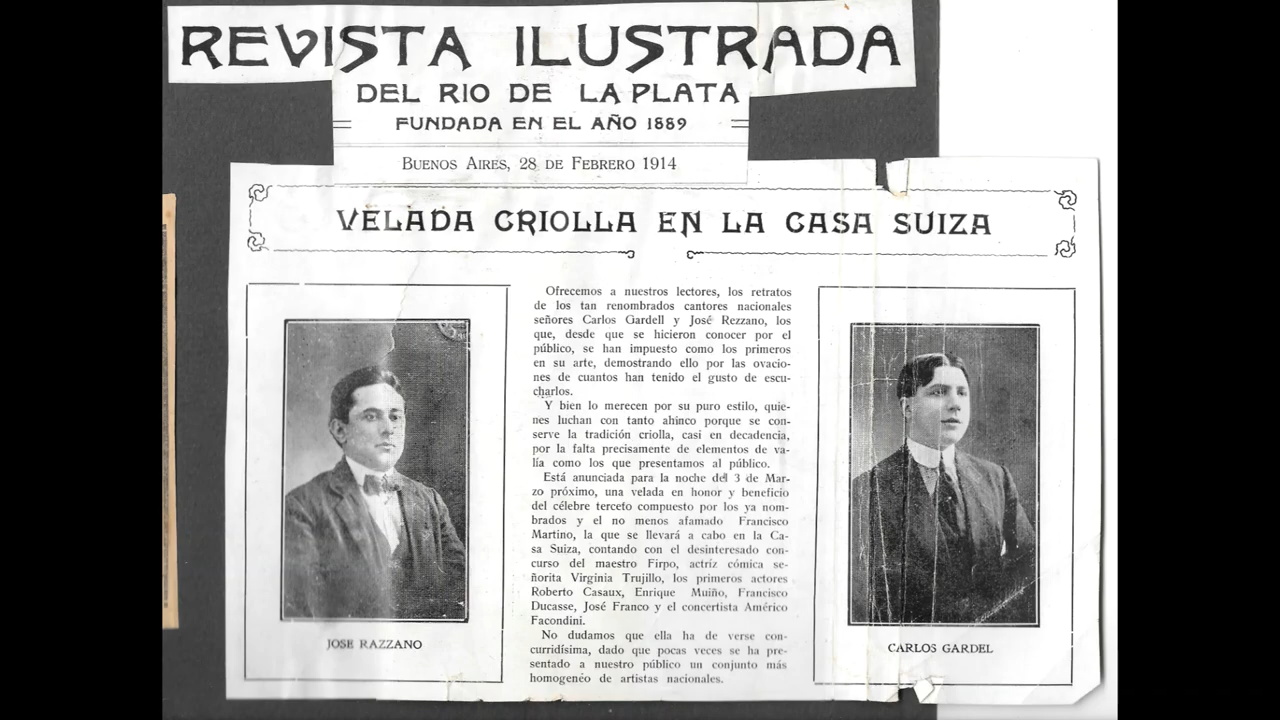 REVISTA ILUSTRADA
DEL RIO DE LA PLATA
FUNDADA EN EL AÑO 1889
BUENOS AIRES, 28 DE FEBRERO 1914
VELADA CRIOLLA EN LA CASA SUIZA
JOSE RAZZANO
Ofrecemos a nuestros lectores, los retratos
de los tan renombrados cantores nacionales
señores Carlos Gardell y José Rezzano, los
que, desde que se hicieron conocer por el
público, se han impuesto como los primeros
en su arte, demostrando ello por las ovacio-
nes de cuantos han tenido el gusto de escu-
charlos.
Y bien lo merecen por su puro estilo, quie-
nes luchan con tanto ahinco porque se con-
serve la tradición criolla, casi en decadencia,
por la falta precisamente de elementos de va-
lía como los que presentamos al público.
Está anunciada para la noche del 3 de Mar-
zo próximo, una velada en honor y beneficio
del célebre terceto compuesto por los ya nom-
brados y el no menos afamado Francisco
Martino, la que se llevará a cabo en la Ca-
sa Suiza, contando con el desinteresado con-
curso del maestro Firpo, actríz cómica se-
ñorita Virginia Trujillo, los primeros actores
Roberto Casaux, Enrique Muiño, Francisco
Ducasse, José Franco y el concertista Américo
Facondini.
No dudamos que ella ha de verse con-
curridísima, dado que pocas veces se ha pre-
sentado a nuestro público un conjunto más
homogenéo de artistas nacionales.
CARLOS GARDEL